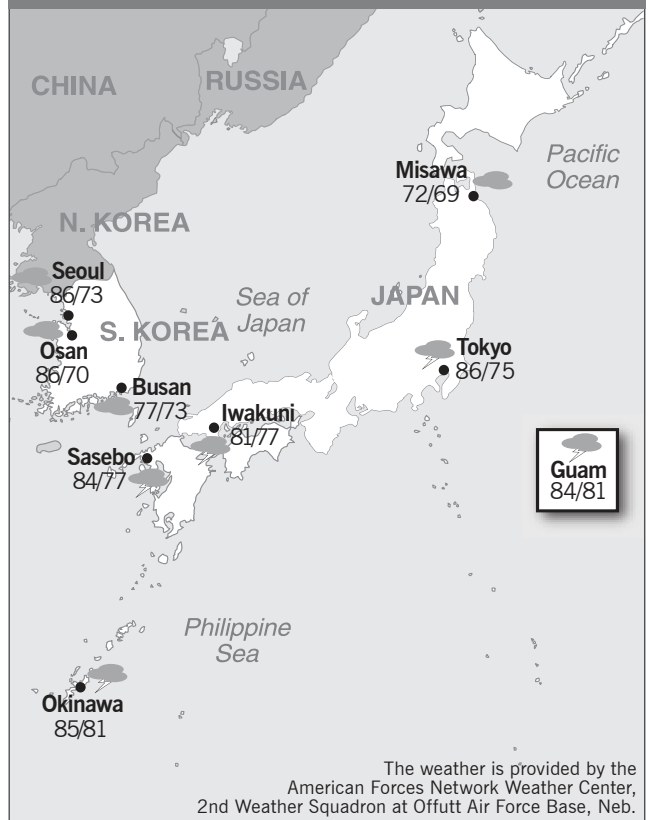 CHINA
RUSSIA
Pacific
Ocean
Misawa
72/69
N. KOREA
Seoul
86/73
Sea of
Japan
JAPAN
S. KOREA
Osan
86/70
Tokyo
86/75
Busan
77/73
Iwakuni
81/77
Sasebo
84/77
Guam
84/81
Philippine
Sea
Okinawa
85/81
The weather is provided by the
American Forces Network Weather Center,
2nd Weather Squadron at Offutt Air Force Base, Neb.